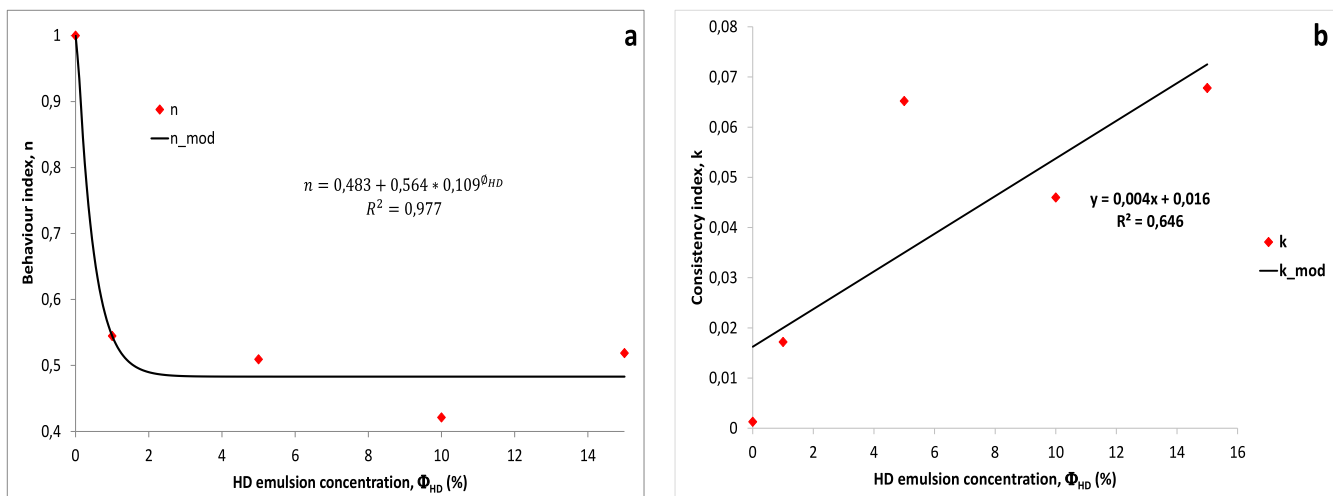 a
1
0,9
0,8
0,7
0,6
0,5
0,4
0 2 4 6 8 10 12 14
Behaviour index, n
HD emulsion concentration, Φ_HD (%)
n
n_mod
n = 0,483 + 0,564 * 0,109^∅_HD
R² = 0,977
b
0,08
0,07
0,06
0,05
0,04
0,03
0,02
0,01
0
0 2 4 6 8 10 12 14 16
Consistency index, k
HD emulsion concentration, Φ_HD (%)
y = 0,004x + 0,016
R² = 0,646
k
k_mod